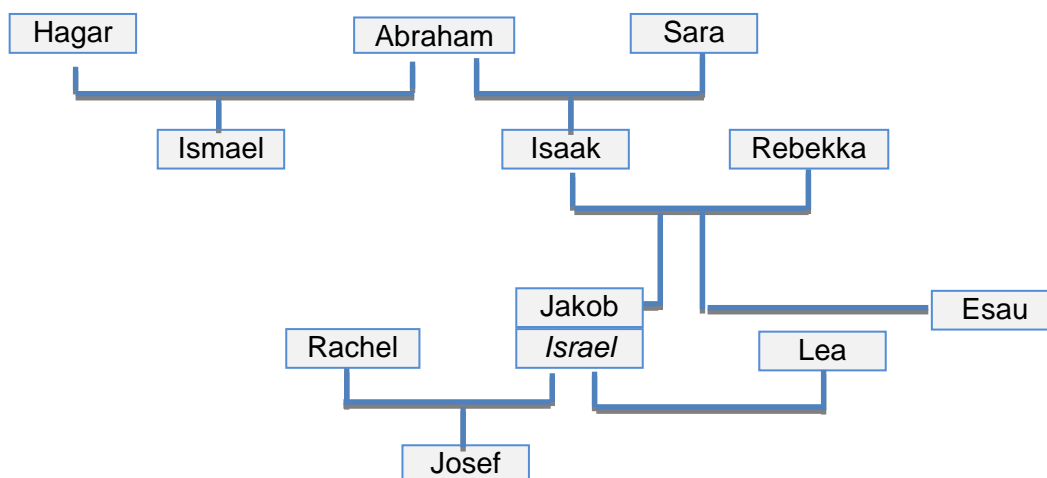 Hagar
Abraham
Sara
Ismael
Isaak
Rebekka
Jakob
Esau
Rachel
Israel
Lea
Josef